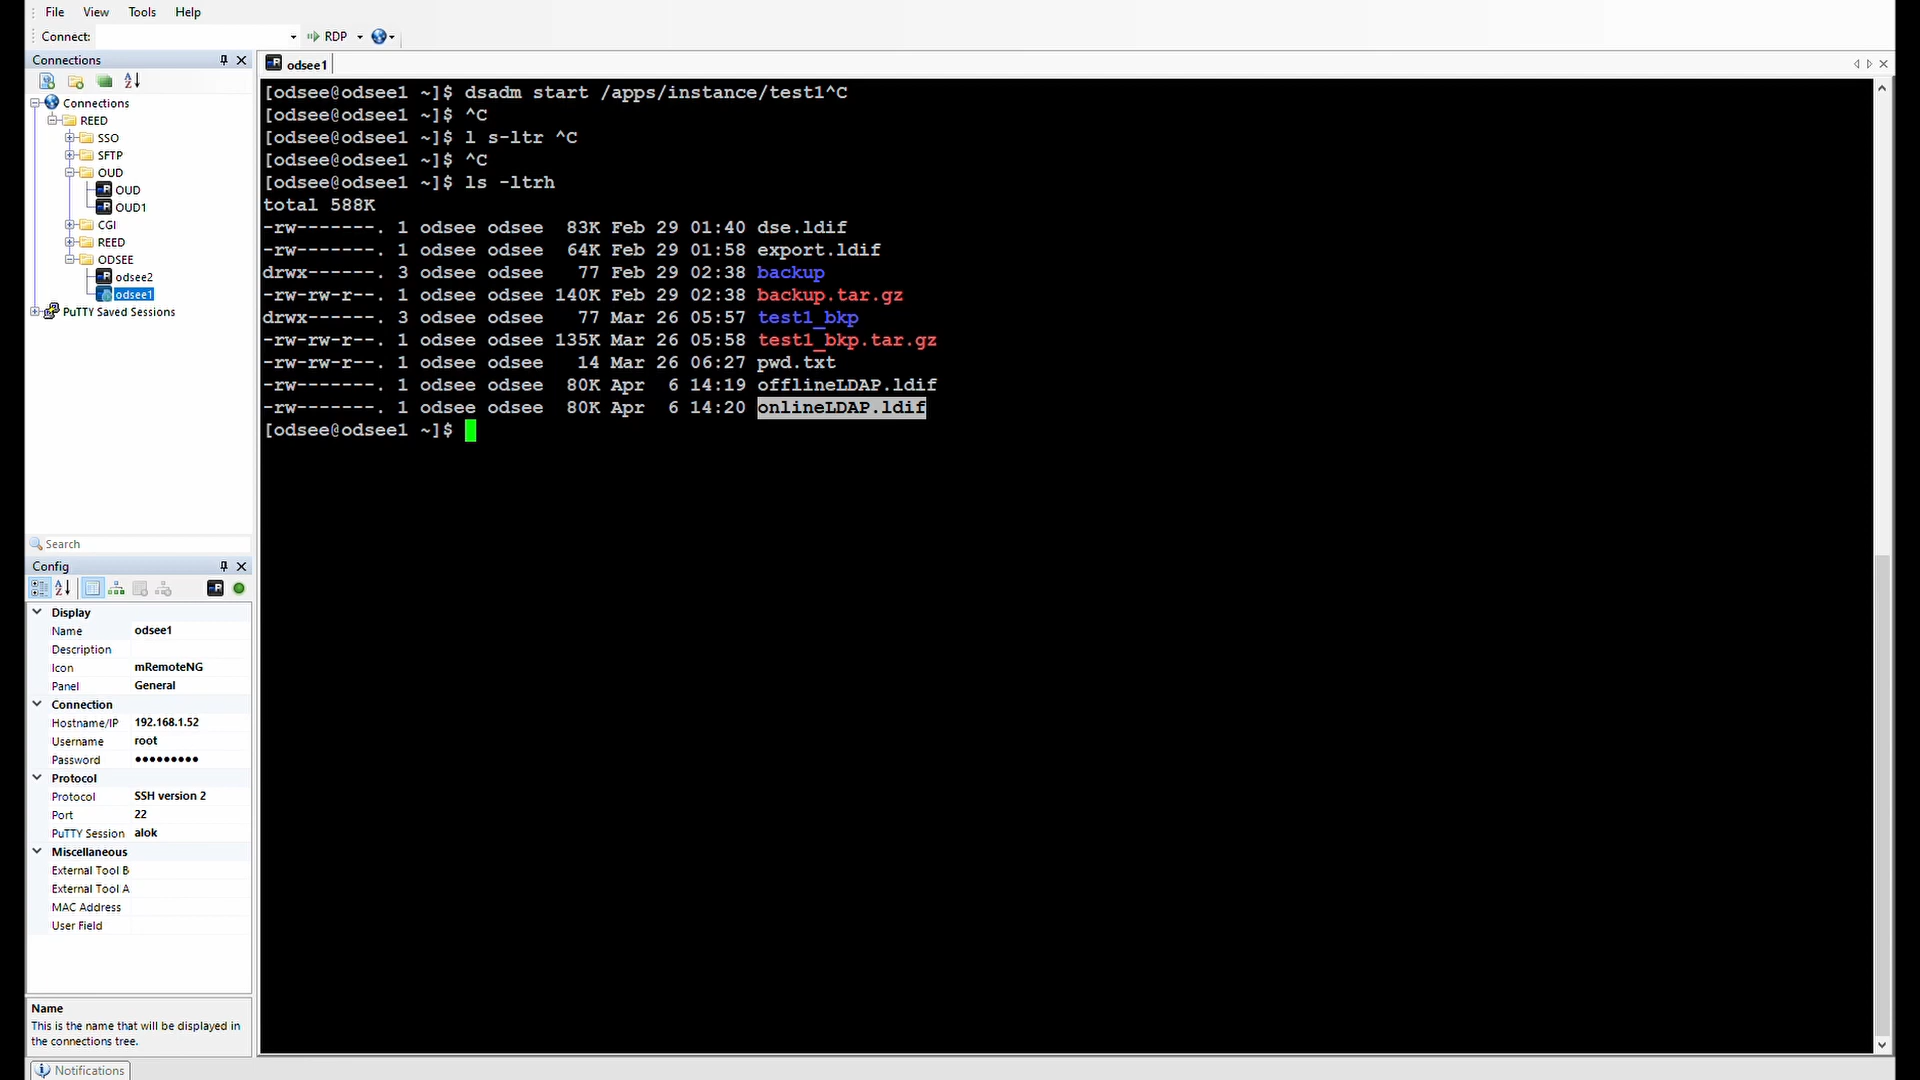 File View Tools Help
Connect: RDP
Connections
Connections
REED
SSO
SFTP
OUD
OUD
OUD1
CGI
REED
ODSEE
odsee2
odsee1
PuTTY Saved Sessions
Search
Config
Display
Name odsee1
Description
Icon mRemoteNG
Panel General
Connection
Hostname/IP 192.168.1.52
Username root
Password ●●●●●●●●●
Protocol
Protocol SSH version 2
Port 22
PuTTY Session alok
Miscellaneous
External Tool B
External Tool A
MAC Address
User Field
Name
This is the name that will be displayed in
the connections tree.
Notifications
odsee1
[odsee@odsee1 ~]$ dsadm start /apps/instance/test1^C
[odsee@odsee1 ~]$ ^C
[odsee@odsee1 ~]$ l s-ltr ^C
[odsee@odsee1 ~]$ ^C
[odsee@odsee1 ~]$ ls -ltrh
total 588K
-rw-------. 1 odsee odsee  83K Feb 29 01:40 dse.ldif
-rw-------. 1 odsee odsee  64K Feb 29 01:58 export.ldif
drwx------. 3 odsee odsee   77 Feb 29 02:38 backup
-rw-rw-r--. 1 odsee odsee 140K Feb 29 02:38 backup.tar.gz
drwx------. 3 odsee odsee   77 Mar 26 05:57 test1_bkp
-rw-rw-r--. 1 odsee odsee 135K Mar 26 05:58 test1_bkp.tar.gz
-rw-rw-r--. 1 odsee odsee   14 Mar 26 06:27 pwd.txt
-rw-------. 1 odsee odsee  80K Apr  6 14:19 offlineLDAP.ldif
-rw-------. 1 odsee odsee  80K Apr  6 14:20 onlineLDAP.ldif
[odsee@odsee1 ~]$